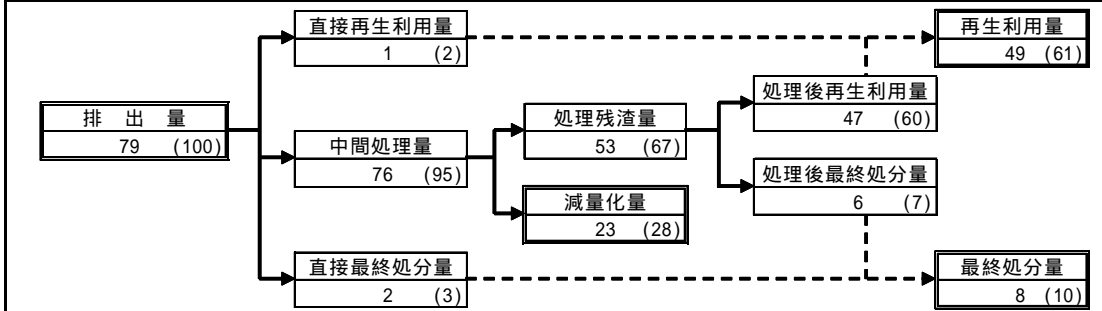 直接再生利用量
1 (2)
再生利用量
49 (61)
排 出 量
79 (100)
中間処理量
76 (95)
処理残渣量
53 (67)
処理後再生利用量
47 (60)
減量化量
23 (28)
処理後最終処分量
6 (7)
直接最終処分量
2 (3)
最終処分量
8 (10)